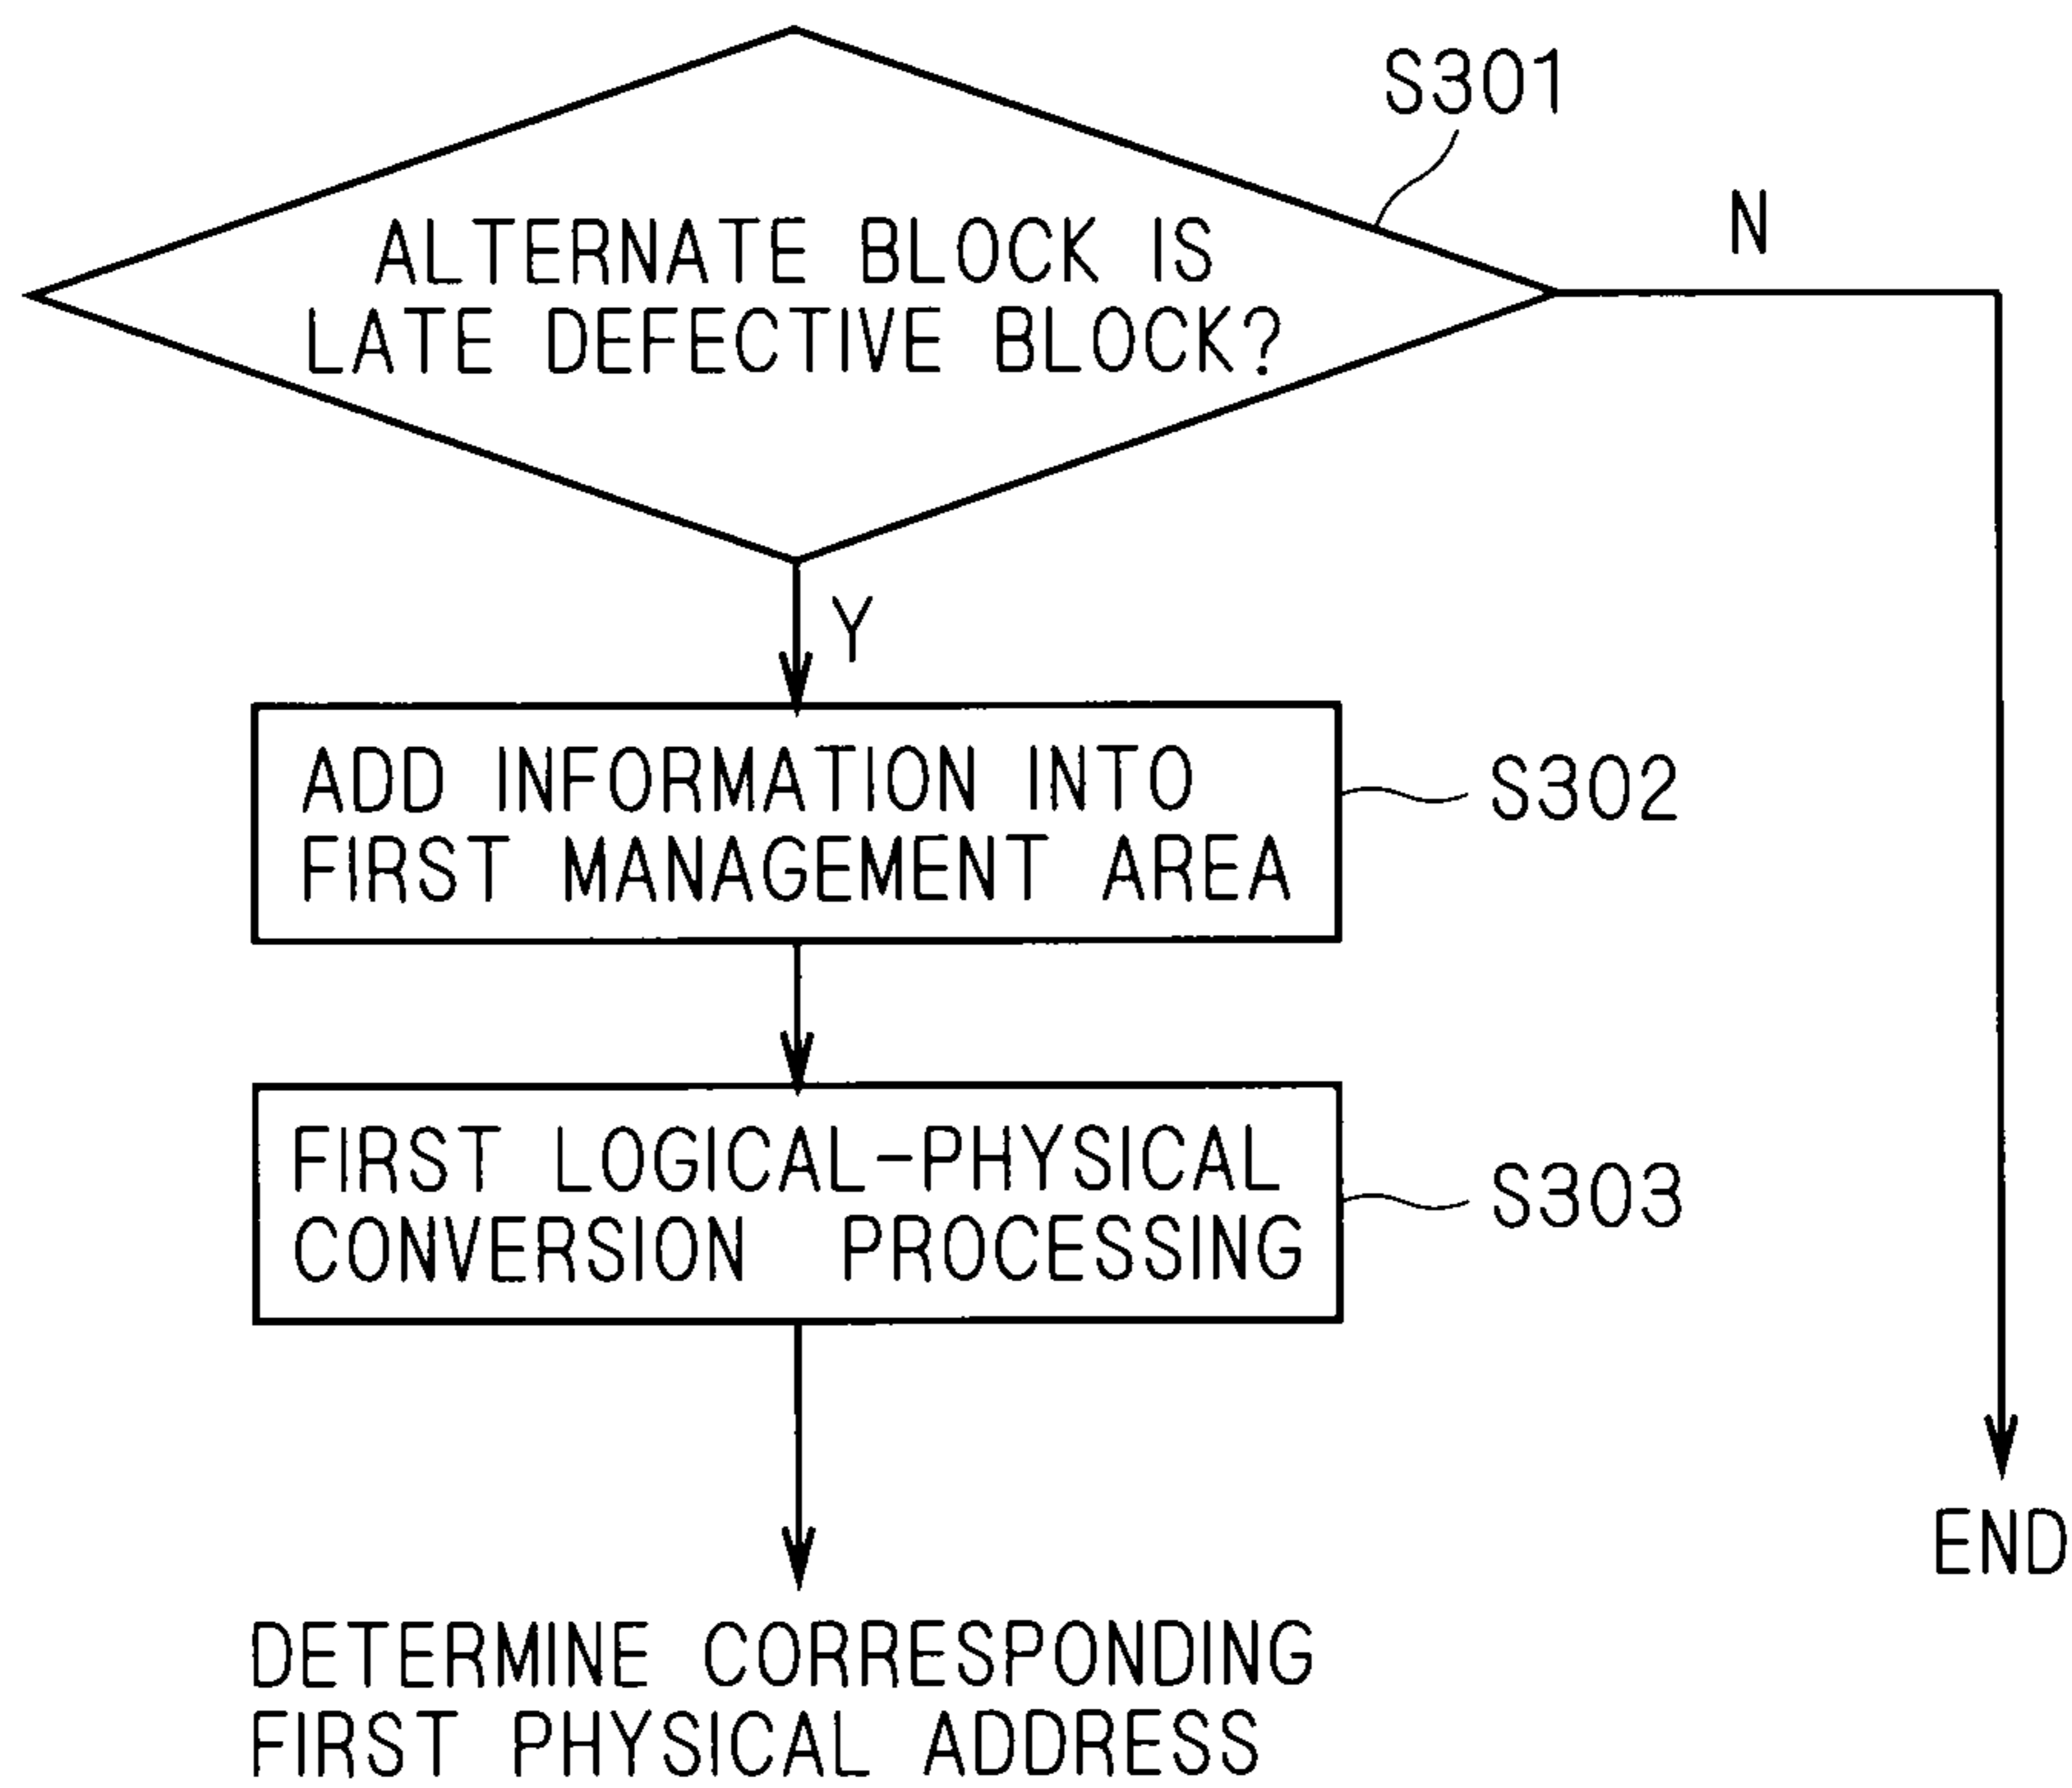 S301
N
ALTERNATE BLOCK IS
LATE DEFECTIVE BLOCK?
Y
ADD INFORMATION INTO
FIRST MANAGEMENT AREA
S302
FIRST LOGICAL-PHYSICAL
CONVERSION PROCESSING
S303
END
DETERMINE CORRESPONDING
FIRST PHYSICAL ADDRESS